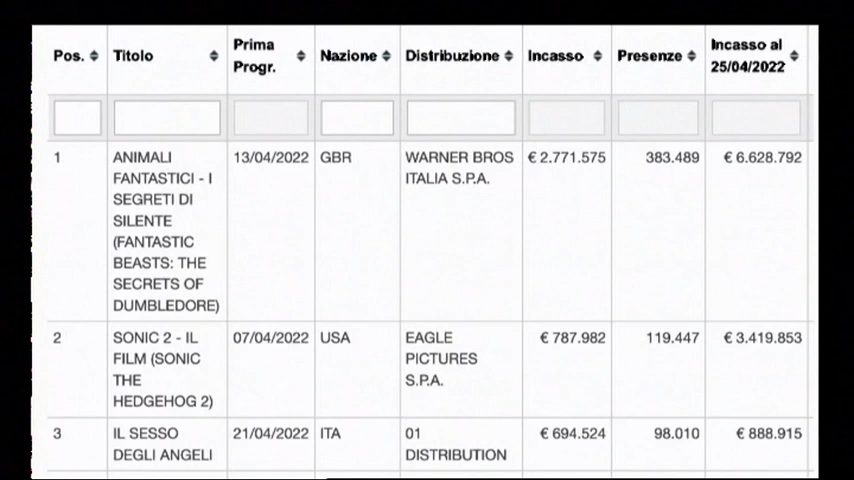 Pos. Titolo Prima Progr. Nazione Distribuzione Incasso Presenze Incasso al 25/04/2022
1 ANIMALI FANTASTICI - I SEGRETI DI SILENTE (FANTASTIC BEASTS: THE SECRETS OF DUMBLEDORE) 13/04/2022 GBR WARNER BROS ITALIA S.P.A. € 2.771.575 383.489 € 6.628.792
2 SONIC 2 - IL FILM (SONIC THE HEDGEHOG 2) 07/04/2022 USA EAGLE PICTURES S.P.A. € 787.982 119.447 € 3.419.853
3 IL SESSO DEGLI ANGELI 21/04/2022 ITA 01 DISTRIBUTION € 694.524 98.010 € 888.915